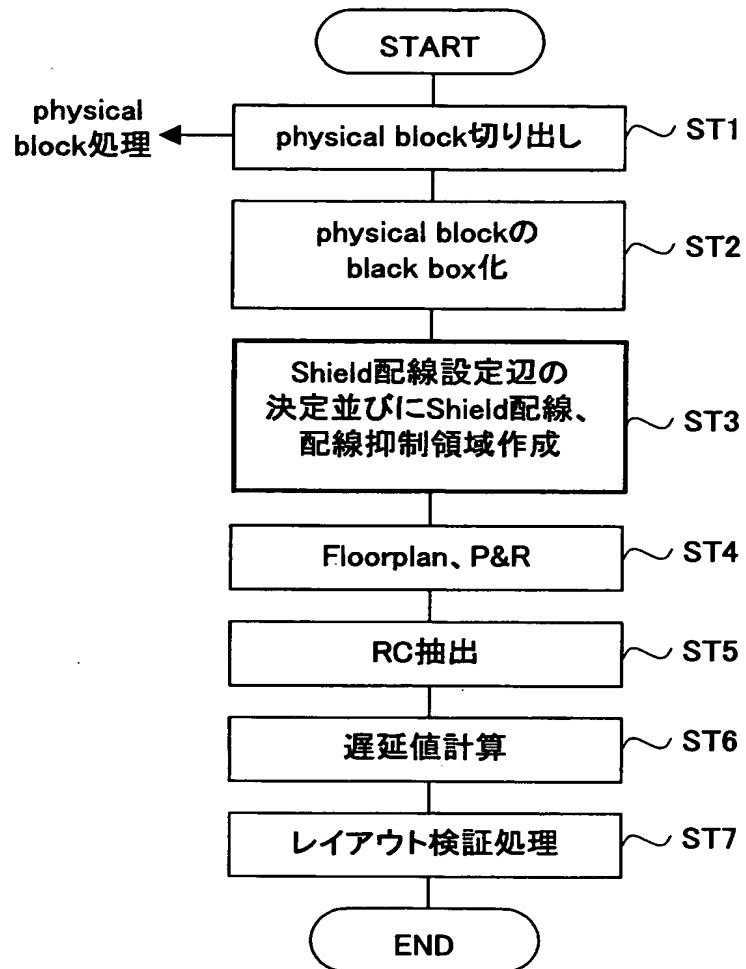 START
physical
block処理
physical block切り出し
ST1
physical blockの
black box化
ST2
Shield配線設定辺の
決定並びにShield配線、
配線抑制領域作成
ST3
Floorplan、P&R
ST4
RC抽出
ST5
遅延値計算
ST6
レイアウト検証処理
ST7
END